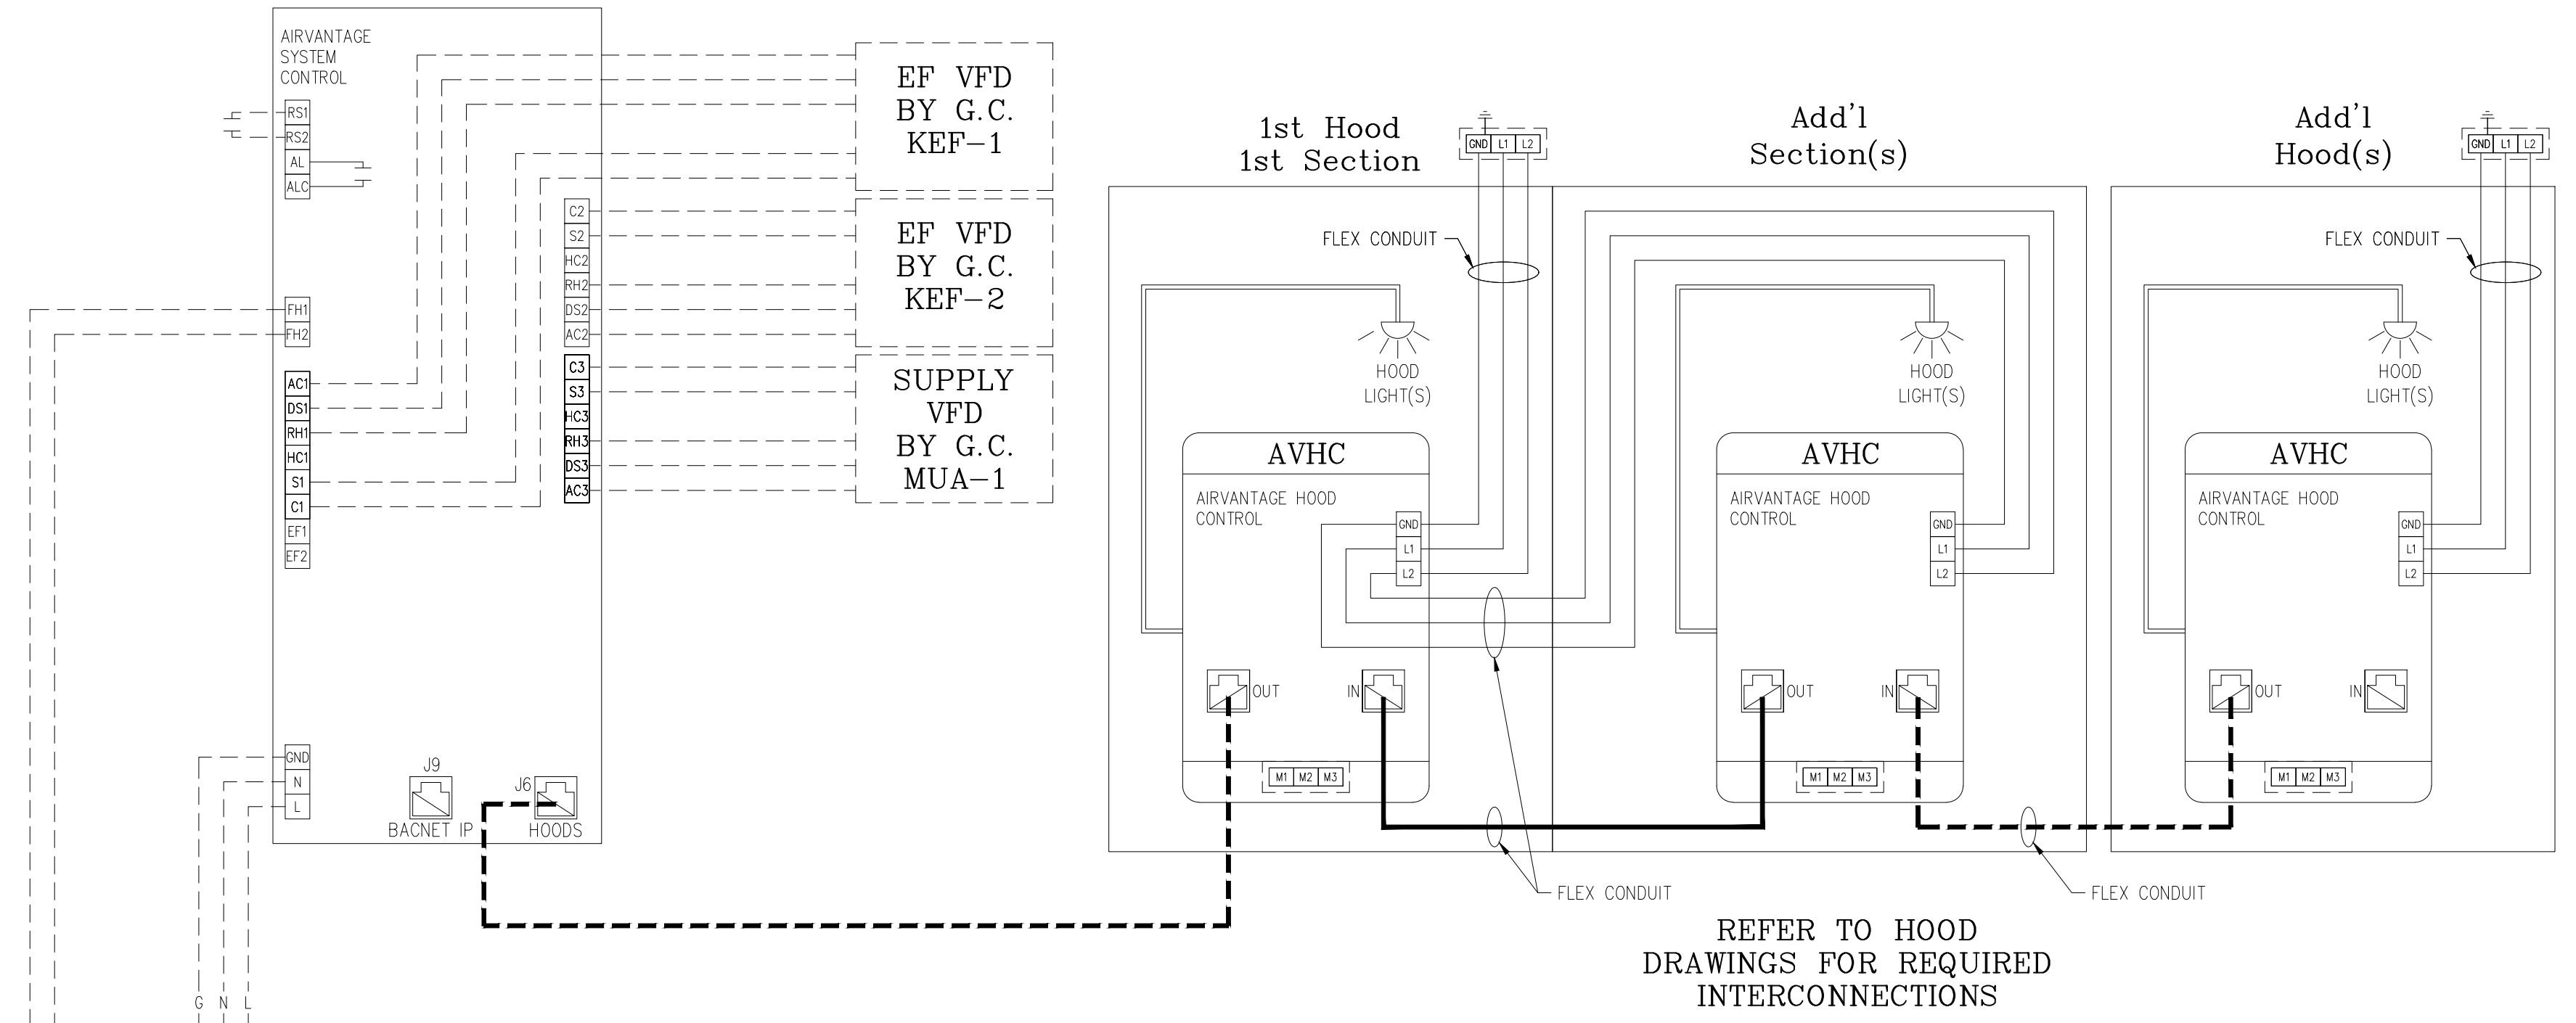 AIRVANTAGE
SYSTEM
CONTROL
RS1
RS2
AL
ALC
FH1
FH2
AC1
DS1
RH1
HC1
S1
C1
EF1
EF2
GND
N
L
G N L
C2
S2
HC2
RH2
DS2
AC2
C3
S3
HC3
RH3
DS3
AC3
J9
BACNET IP
J6
HOODS
EF VFD
BY G.C.
KEF-1
EF VFD
BY G.C.
KEF-2
SUPPLY
VFD
BY G.C.
MUA-1
1st Hood
1st Section
GND L1 L2
FLEX CONDUIT
HOOD
LIGHT(S)
AVHC
AIRVANTAGE HOOD
CONTROL
GND
L1
L2
OUT
IN
M1 M2 M3
FLEX CONDUIT
Add'l
Section(s)
HOOD
LIGHT(S)
AVHC
AIRVANTAGE HOOD
CONTROL
GND
L1
L2
OUT
IN
M1 M2 M3
FLEX CONDUIT
Add'l
Hood(s)
GND L1 L2
FLEX CONDUIT
HOOD
LIGHT(S)
AVHC
AIRVANTAGE HOOD
CONTROL
GND
L1
L2
OUT
IN
M1 M2 M3
REFER TO HOOD
DRAWINGS FOR REQUIRED
INTERCONNECTIONS